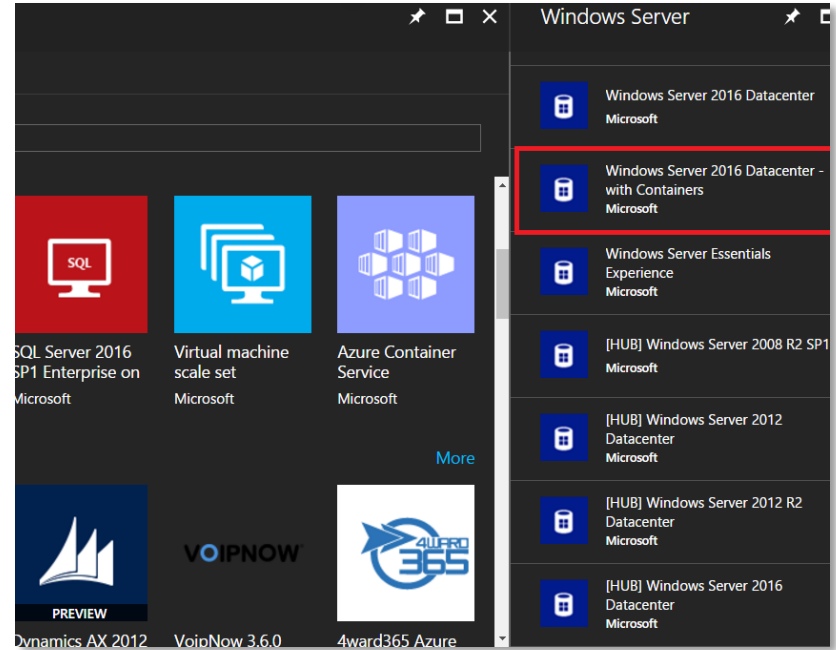 Windows Server
SQL
SQL Server 2016
SP1 Enterprise on
Microsoft
Virtual machine
scale set
Microsoft
Azure Container
Service
Microsoft
More
PREVIEW
Dynamics AX 2012
VOIPNOW
VoipNow 3.6.0
4WARD
365
4ward365 Azure
Windows Server 2016 Datacenter
Microsoft
Windows Server 2016 Datacenter -
with Containers
Microsoft
Windows Server Essentials
Experience
Microsoft
[HUB] Windows Server 2008 R2 SP1
Microsoft
[HUB] Windows Server 2012
Datacenter
Microsoft
[HUB] Windows Server 2012 R2
Datacenter
Microsoft
[HUB] Windows Server 2016
Datacenter
Microsoft